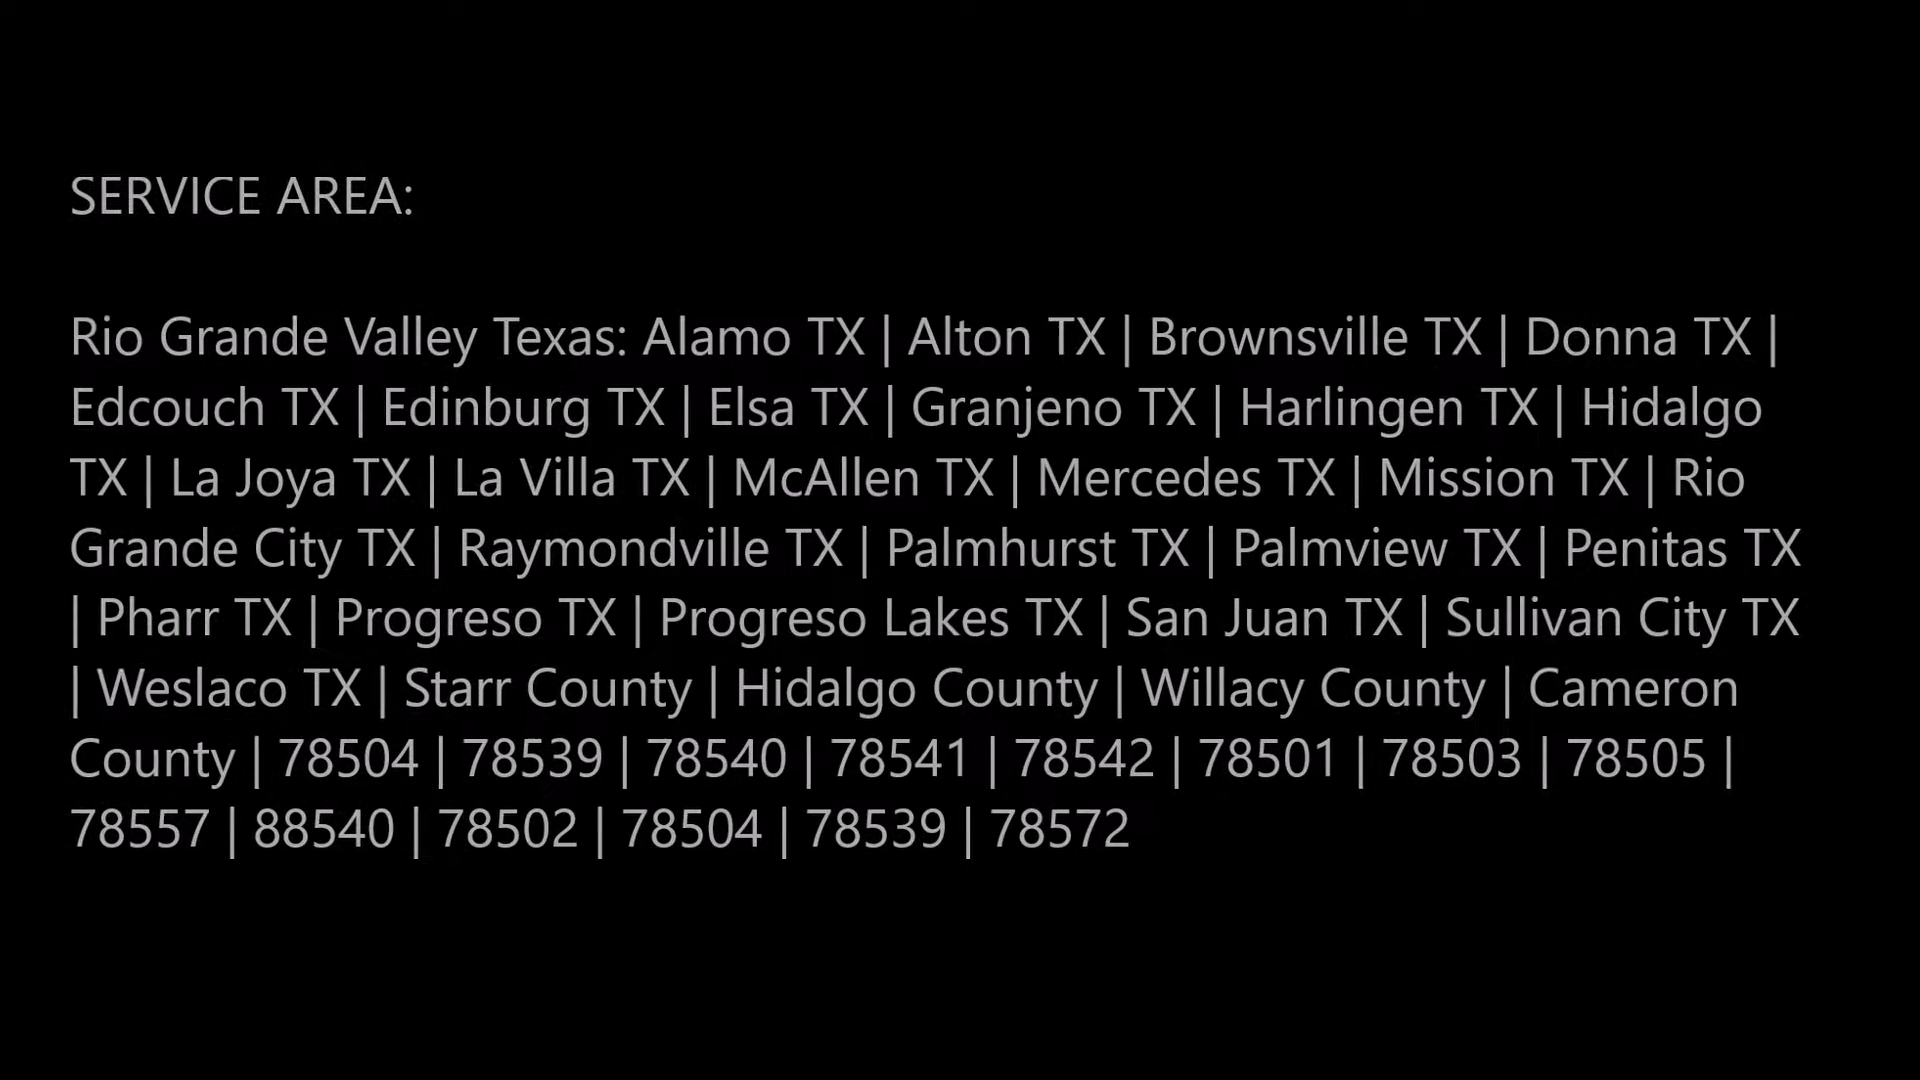 SERVICE AREA:
Rio Grande Valley Texas: Alamo TX | Alton TX | Brownsville TX | Donna TX |
Edcouch TX | Edinburg TX | Elsa TX | Granjeno TX | Harlingen TX | Hidalgo
TX | La Joya TX | La Villa TX | McAllen TX | Mercedes TX | Mission TX | Rio
Grande City TX | Raymondville TX | Palmhurst TX | Palmview TX | Penitas TX
| Pharr TX | Progreso TX | Progreso Lakes TX | San Juan TX | Sullivan City TX
| Weslaco TX | Starr County | Hidalgo County | Willacy County | Cameron
County | 78504 | 78539 | 78540 | 78541 | 78542 | 78501 | 78503 | 78505 |
78557 | 88540 | 78502 | 78504 | 78539 | 78572